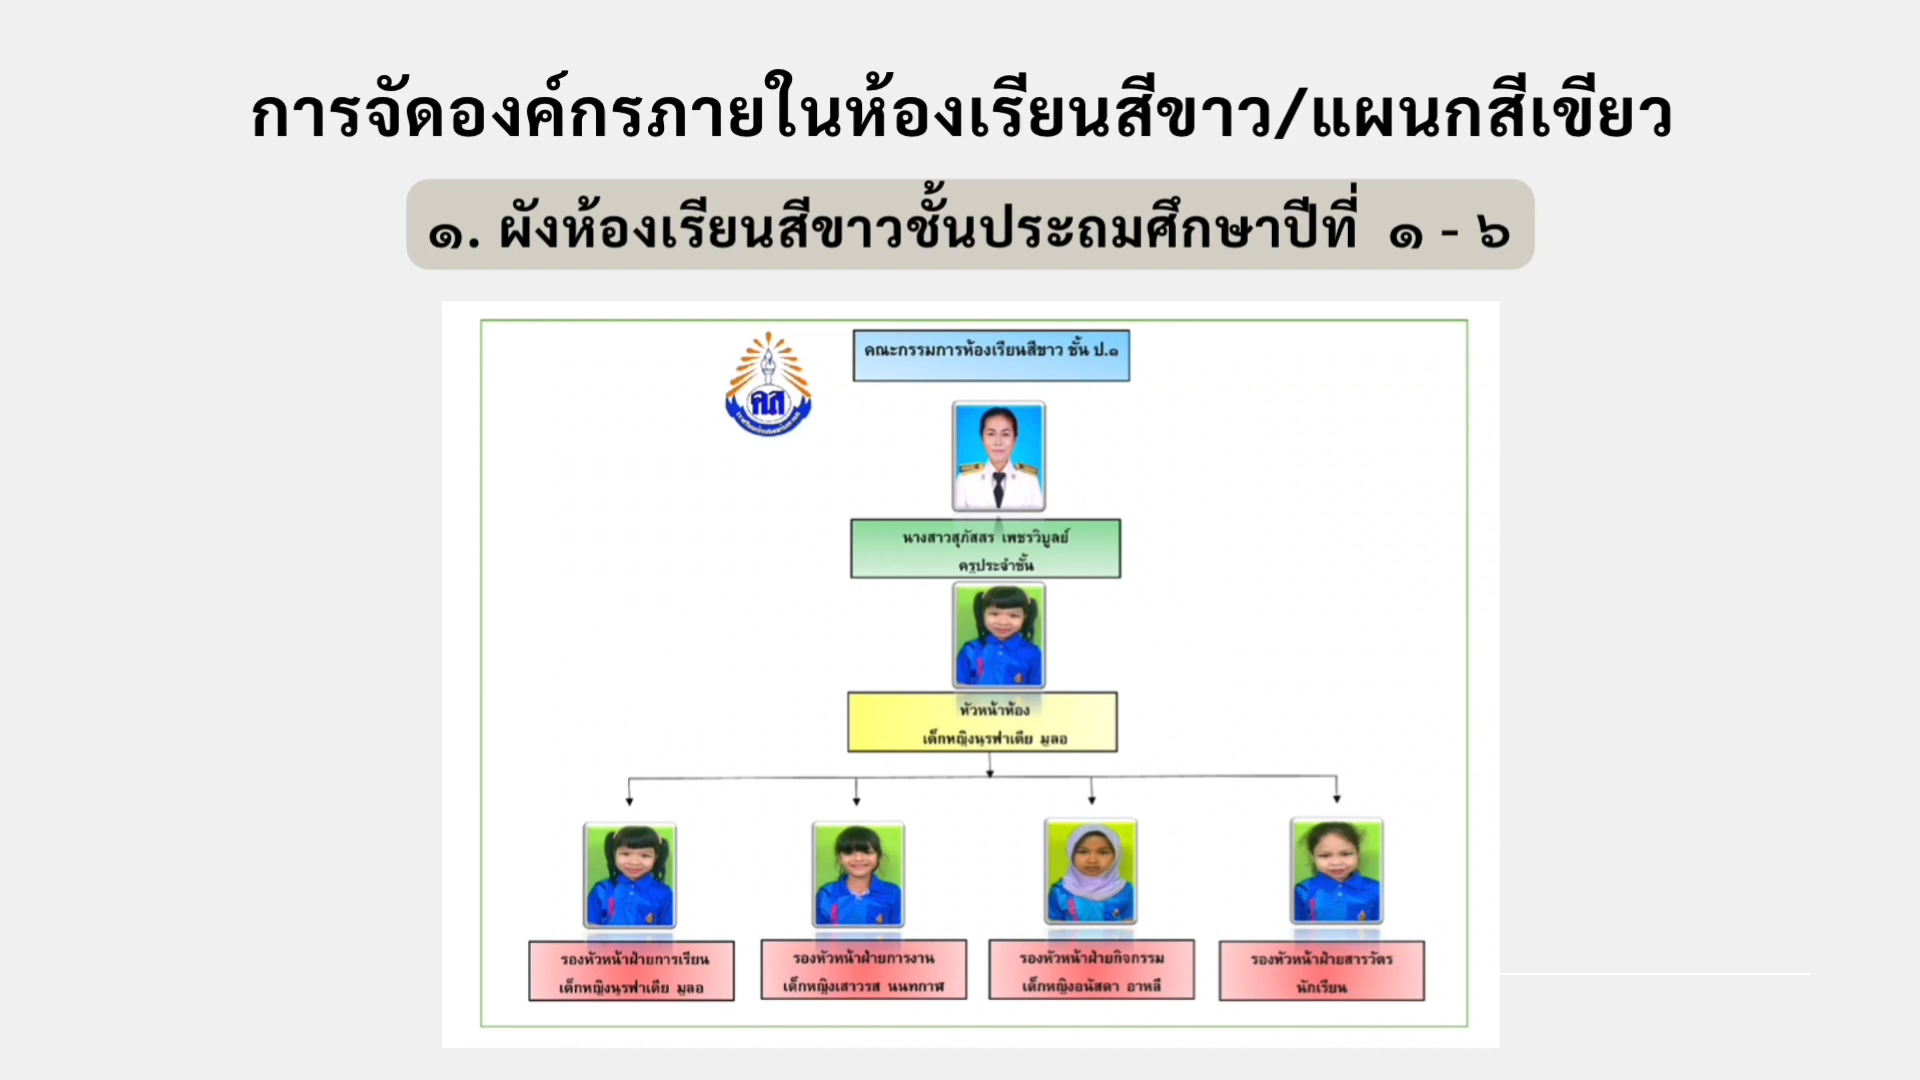 การจัดองค์กรภายในห้องเรียนสีขาว/แผนกสีเขียว
๑. ผังห้องเรียนสีขาวชั้นประถมศึกษาปีที่ ๑ - ๖
คณะกรรมการห้องเรียนสีขาว ชั้น ป.๑
นางสาวสุภัสสร เพชรวิบูลย์
ครูประจำชั้น
หัวหน้าห้อง
เด็กหญิงนูรฟาเดีย มูลอ
รองหัวหน้าฝ่ายการเรียน
เด็กหญิงนูรฟาเดีย มูลอ
รองหัวหน้าฝ่ายการงาน
เด็กหญิงเสาวรส นนทกาฬ
รองหัวหน้าฝ่ายกิจกรรม
เด็กหญิงอนัสดา อาหลี
รองหัวหน้าฝ่ายสารวัตร
นักเรียน